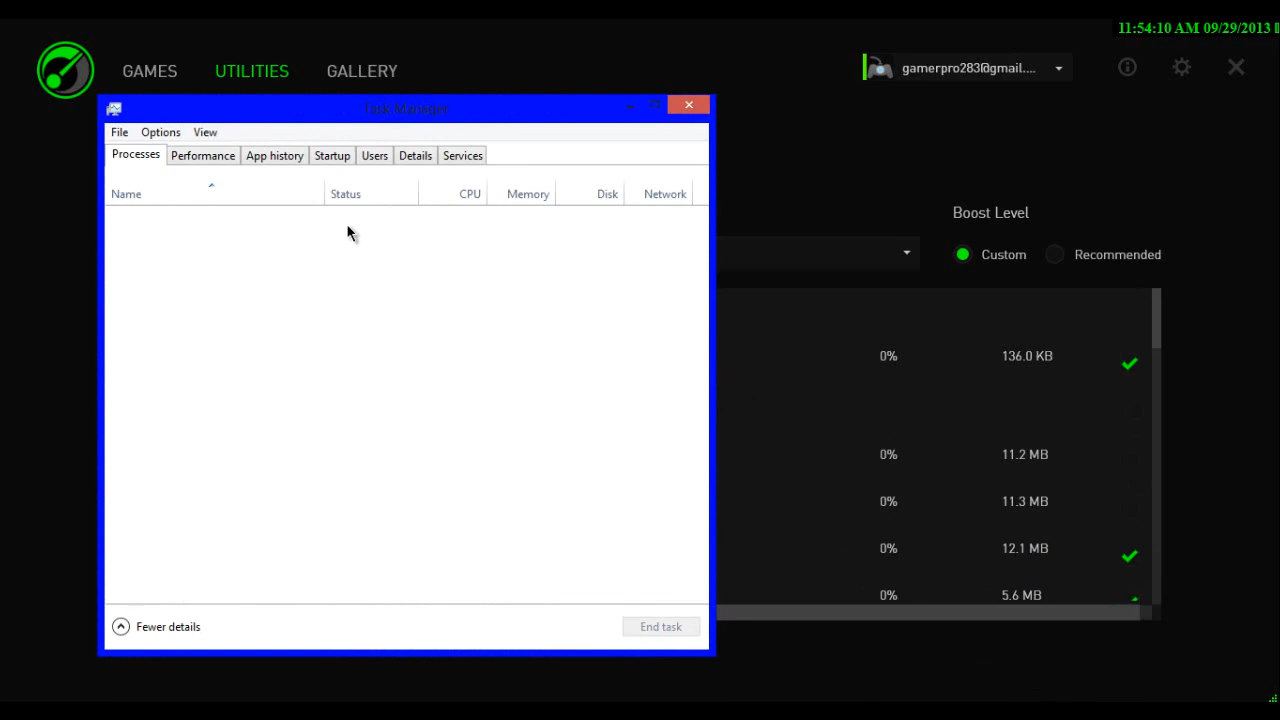 11:54:10 AM 09/29/2013
GAMES UTILITIES GALLERY
gamerpro283@gmail....
Task Manager
File Options View
Processes Performance App history Startup Users Details Services
Name Status CPU Memory Disk Network
Boost Level
Custom Recommended
0% 136.0 KB
0% 11.2 MB
0% 11.3 MB
0% 12.1 MB
0% 5.6 MB
Fewer details End task